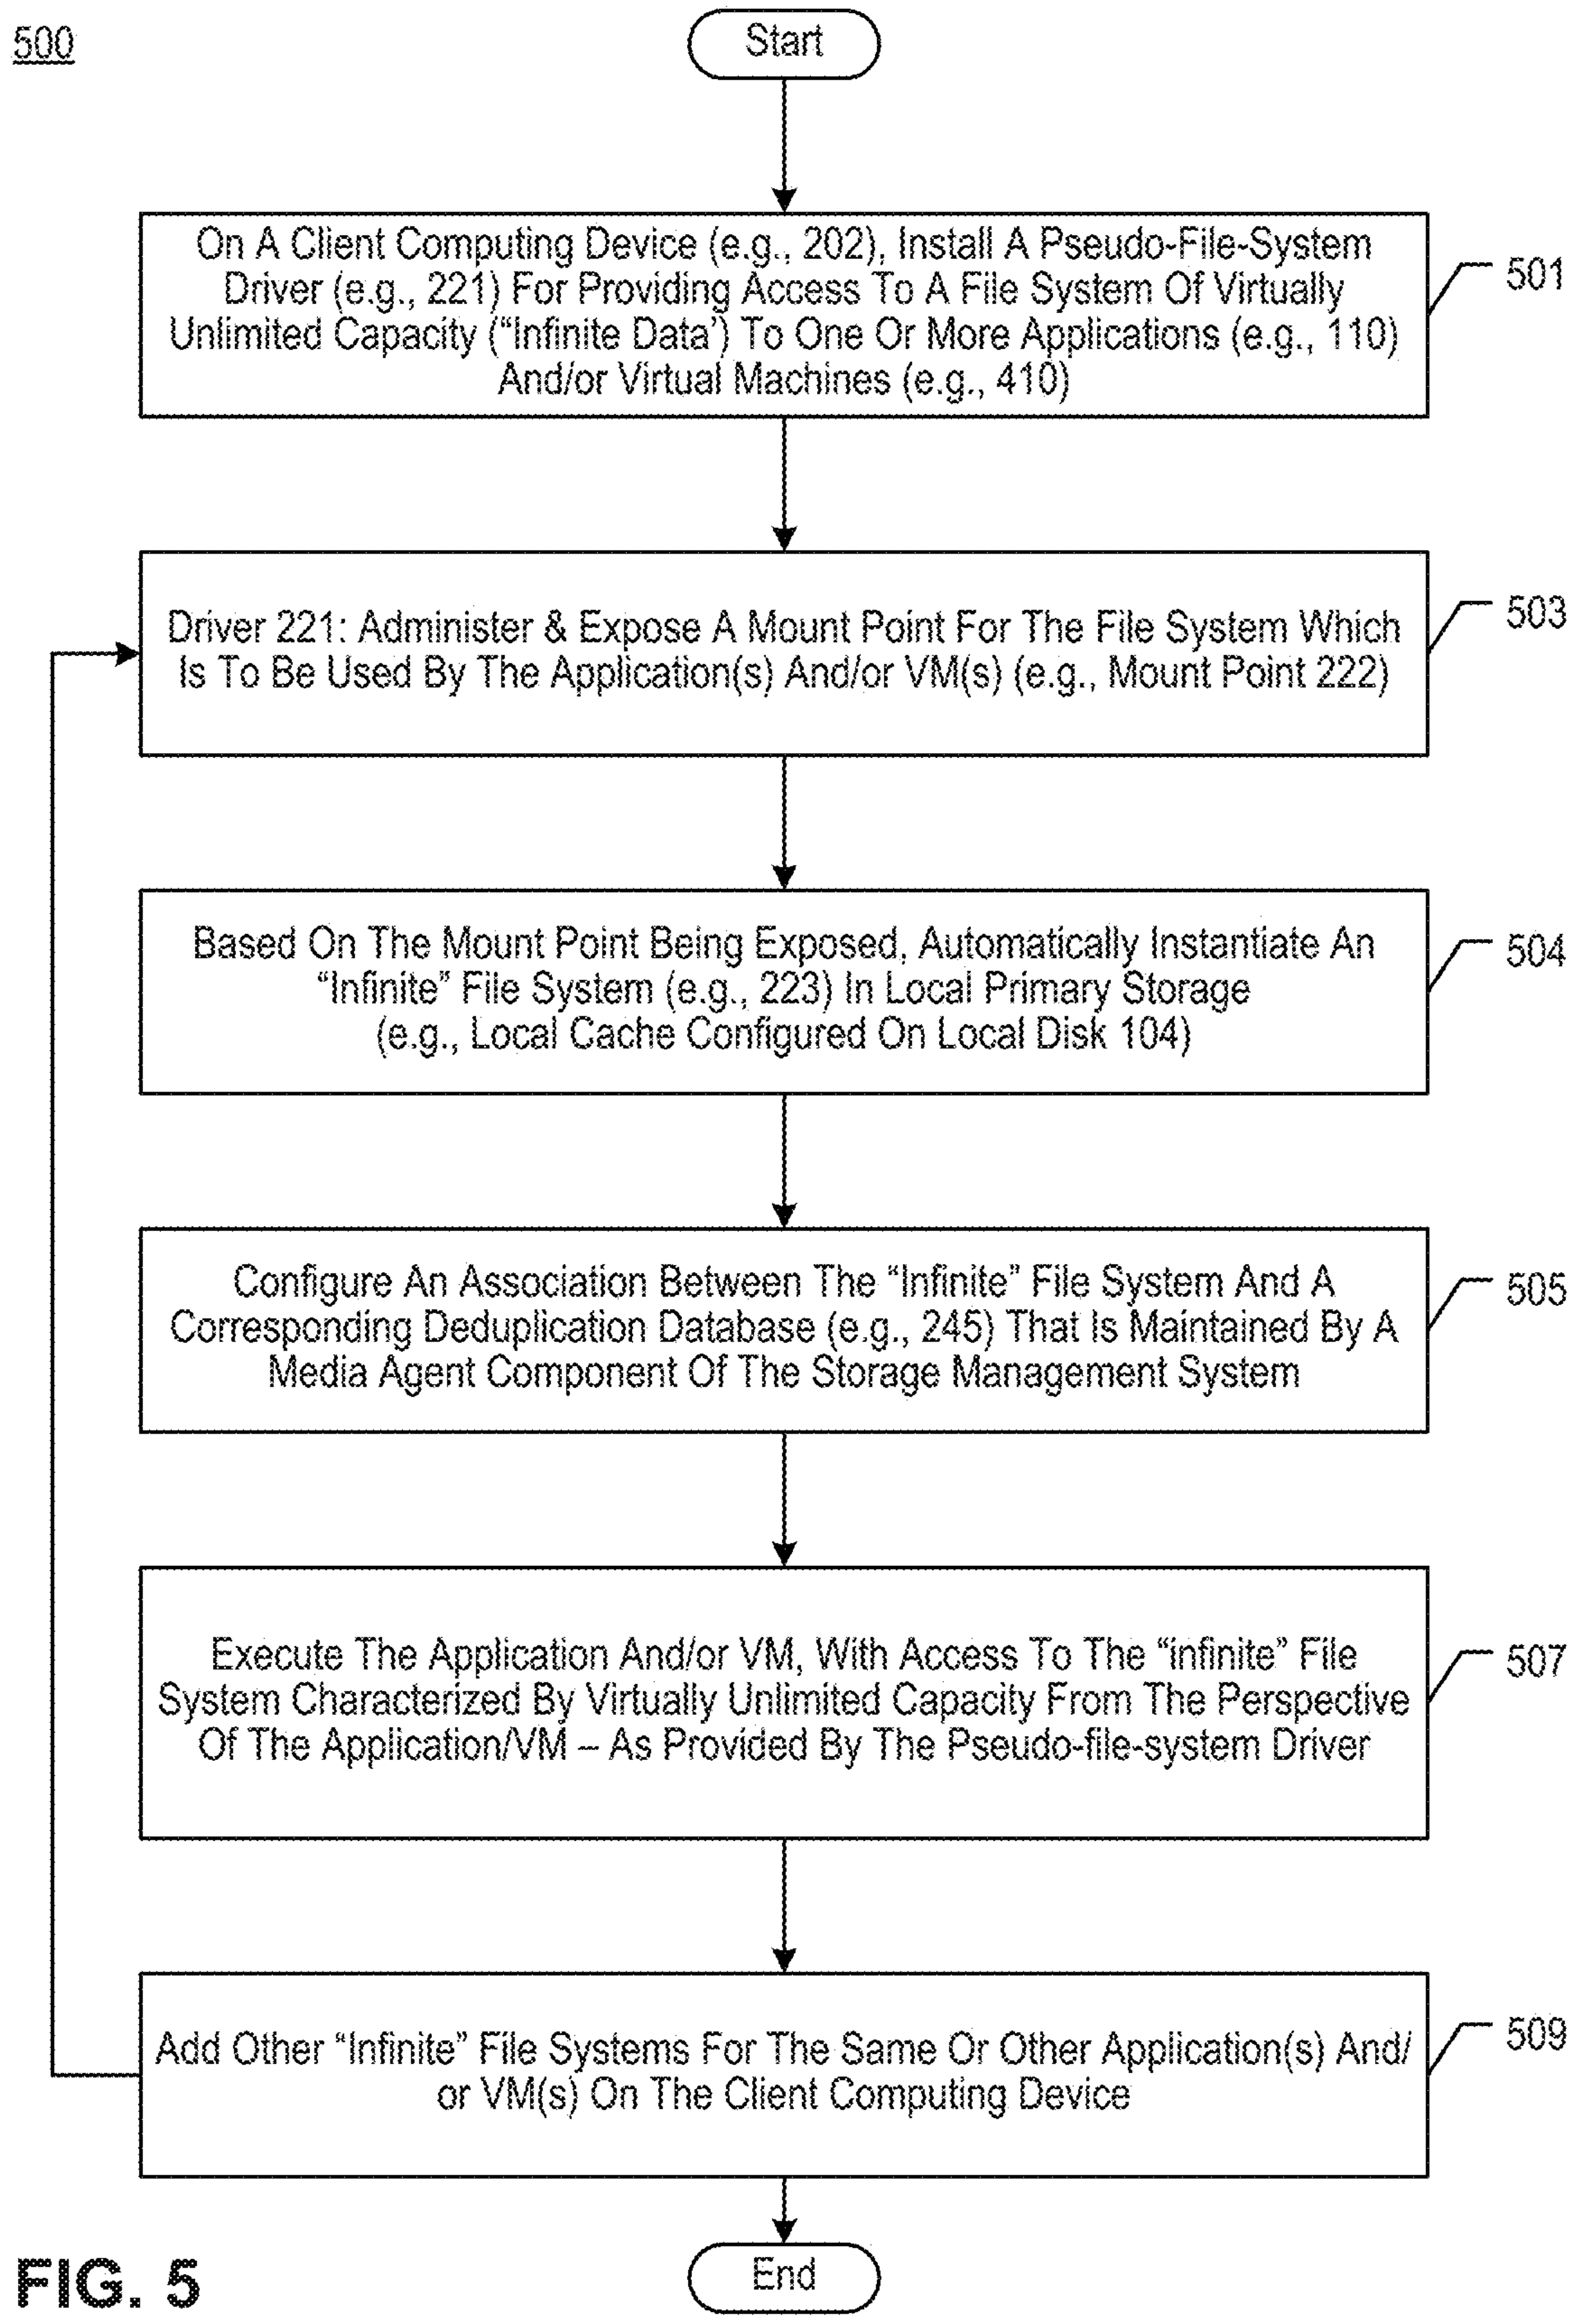 500
Start
On A Client Computing Device (e.g., 202), Install A Pseudo-File-System
Driver (e.g., 221) For Providing Access To A File System Of Virtually
Unlimited Capacity (“Infinite Data’) To One Or More Applications (e.g., 110)
And/or Virtual Machines (e.g., 410)
501
Driver 221: Administer & Expose A Mount Point For The File System Which
Is To Be Used By The Application(s) And/or VM(s) (e.g., Mount Point 222)
503
Based On The Mount Point Being Exposed, Automatically Instantiate An
“Infinite” File System (e.g., 223) In Local Primary Storage
(e.g., Local Cache Configured On Local Disk 104)
504
Configure An Association Between The “Infinite” File System And A
Corresponding Deduplication Database (e.g., 245) That Is Maintained By A
Media Agent Component Of The Storage Management System
505
Execute The Application And/or VM, With Access To The “infinite” File
System Characterized By Virtually Unlimited Capacity From The Perspective
Of The Application/VM – As Provided By The Pseudo-file-system Driver
507
Add Other “Infinite” File Systems For The Same Or Other Application(s) And/
or VM(s) On The Client Computing Device
509
End
FIG. 5